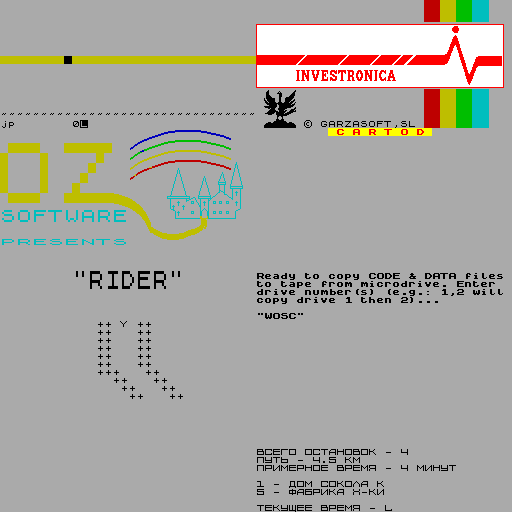 INVESTRONICA
jp 0L
© GARZASOFT,SL
CARTOD
OZ
SOFTWARE
PRESENTS
"RIDER"
++ Y ++
++ ++
++ ++
++ ++
++ ++
++ ++
++ ++
++ ++
++ ++
++ ++
Ready to copy CODE & DATA files
to tape from microdrive. Enter
drive number(s) (e.g.: 1,2 will
copy drive 1 then 2)...
"WOSC"
ВСЕГО ОСТАНОВОК - 4
ПУТЬ - 4.5 КМ
ПРИМЕРНОЕ ВРЕМЯ - 4 МИНУТ
1 - ДОМ СОКОЛА К
5 - ФАБРИКА Х-КИ
ТЕКУЩЕЕ ВРЕМЯ - L